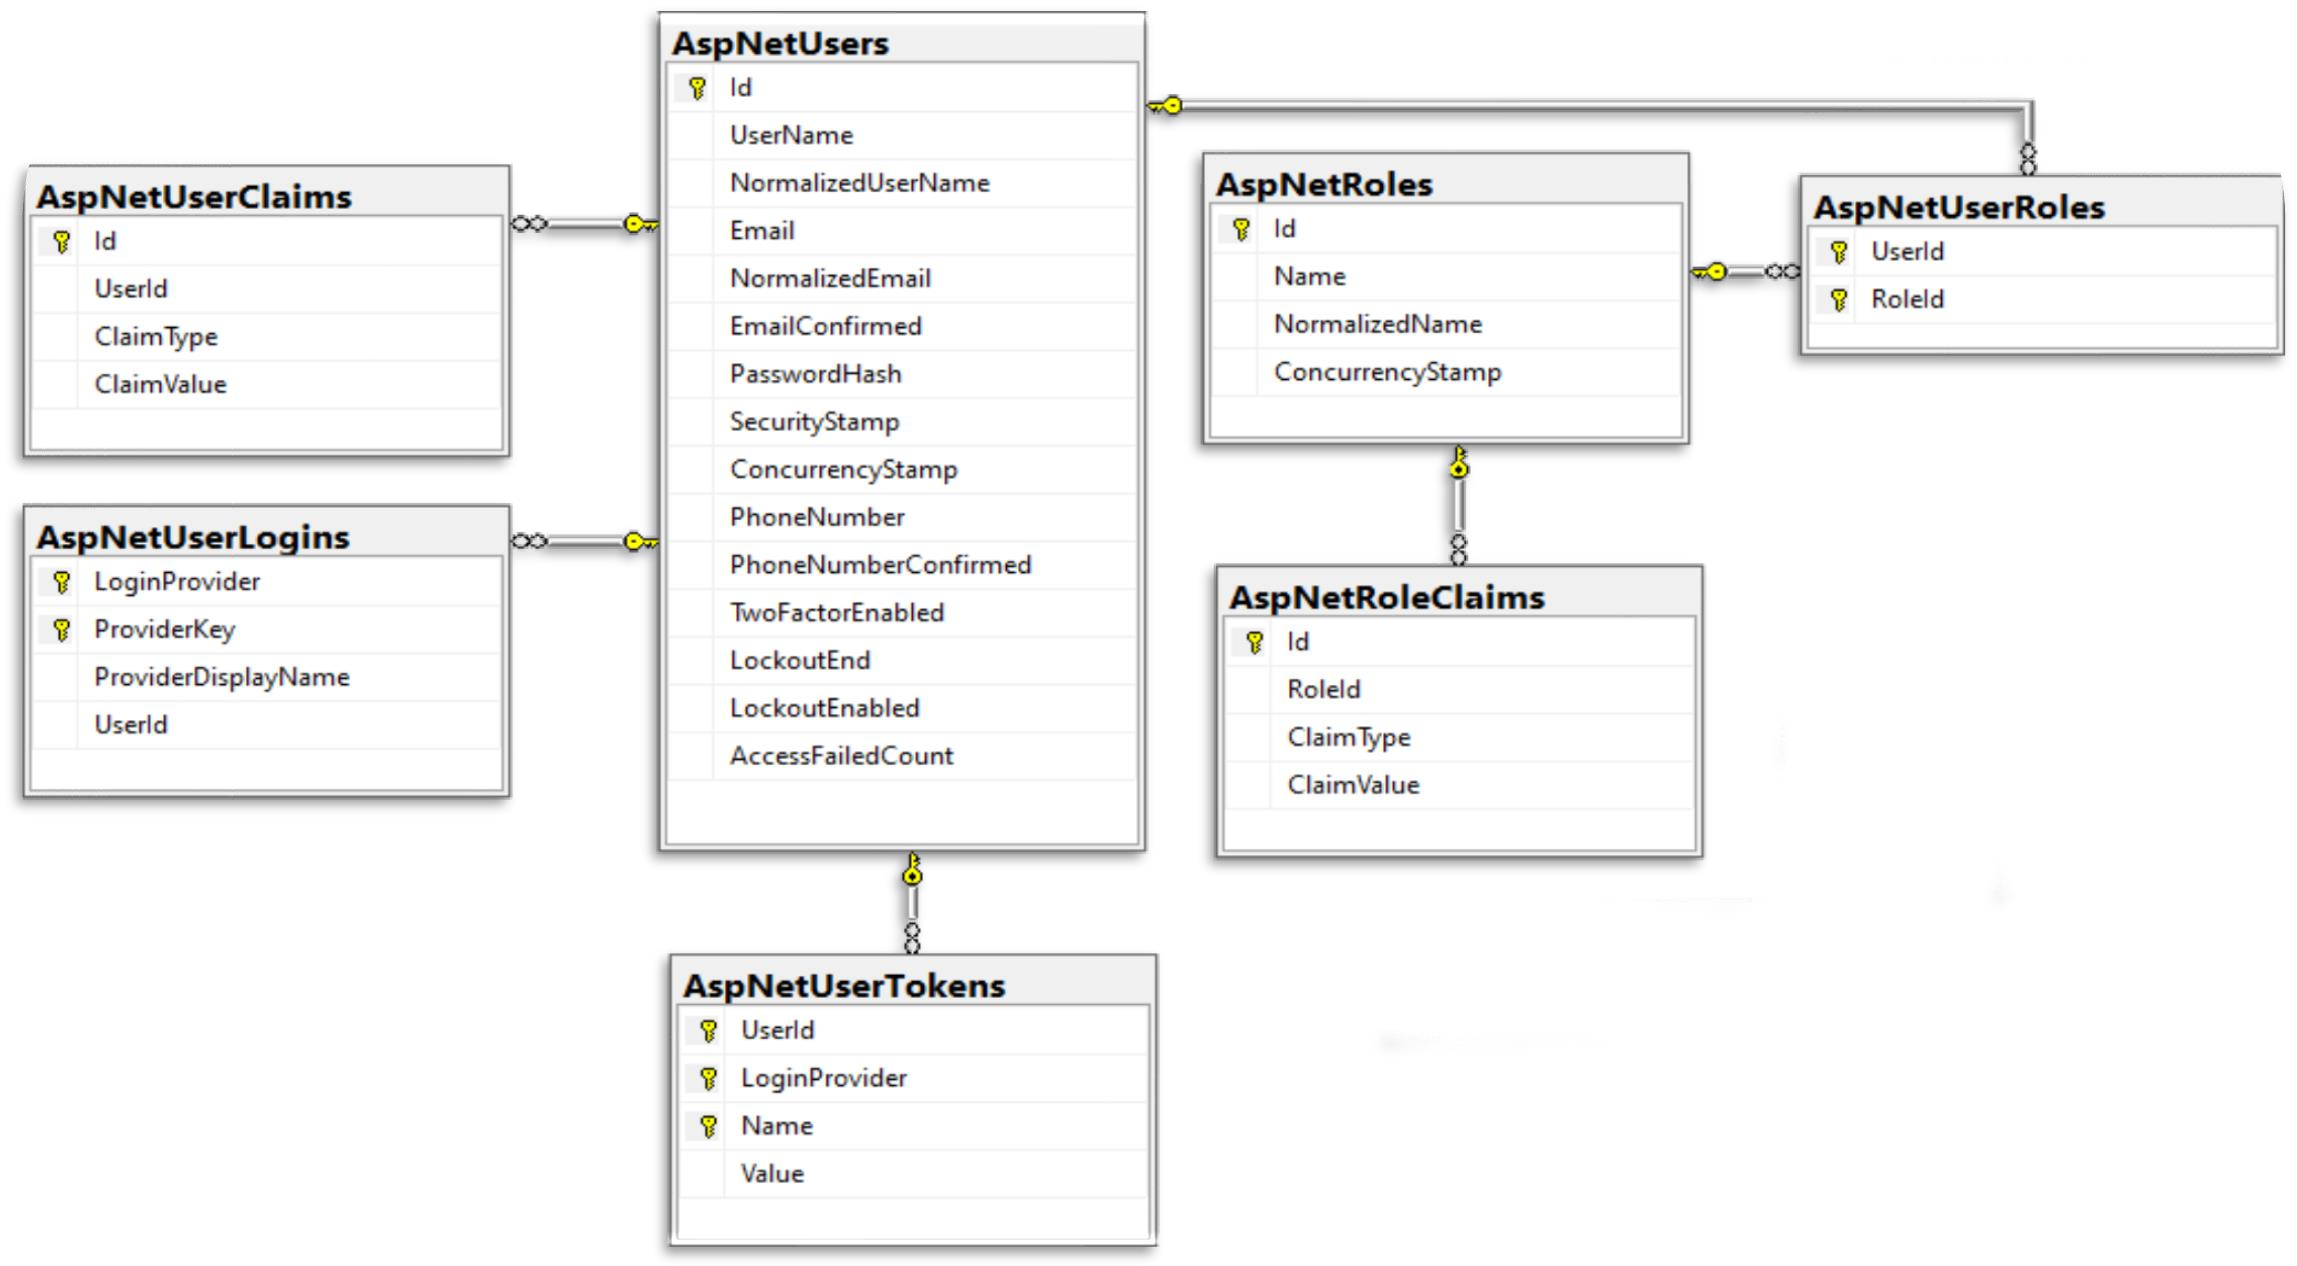 AspNetUsers
Id
UserName
NormalizedUserName
Email
NormalizedEmail
EmailConfirmed
PasswordHash
SecurityStamp
ConcurrencyStamp
PhoneNumber
PhoneNumberConfirmed
TwoFactorEnabled
LockoutEnd
LockoutEnabled
AccessFailedCount
AspNetUserClaims
Id
UserId
ClaimType
ClaimValue
AspNetUserLogins
LoginProvider
ProviderKey
ProviderDisplayName
UserId
AspNetRoles
Id
Name
NormalizedName
ConcurrencyStamp
AspNetUserRoles
UserId
RoleId
AspNetRoleClaims
Id
RoleId
ClaimType
ClaimValue
AspNetUserTokens
UserId
LoginProvider
Name
Value